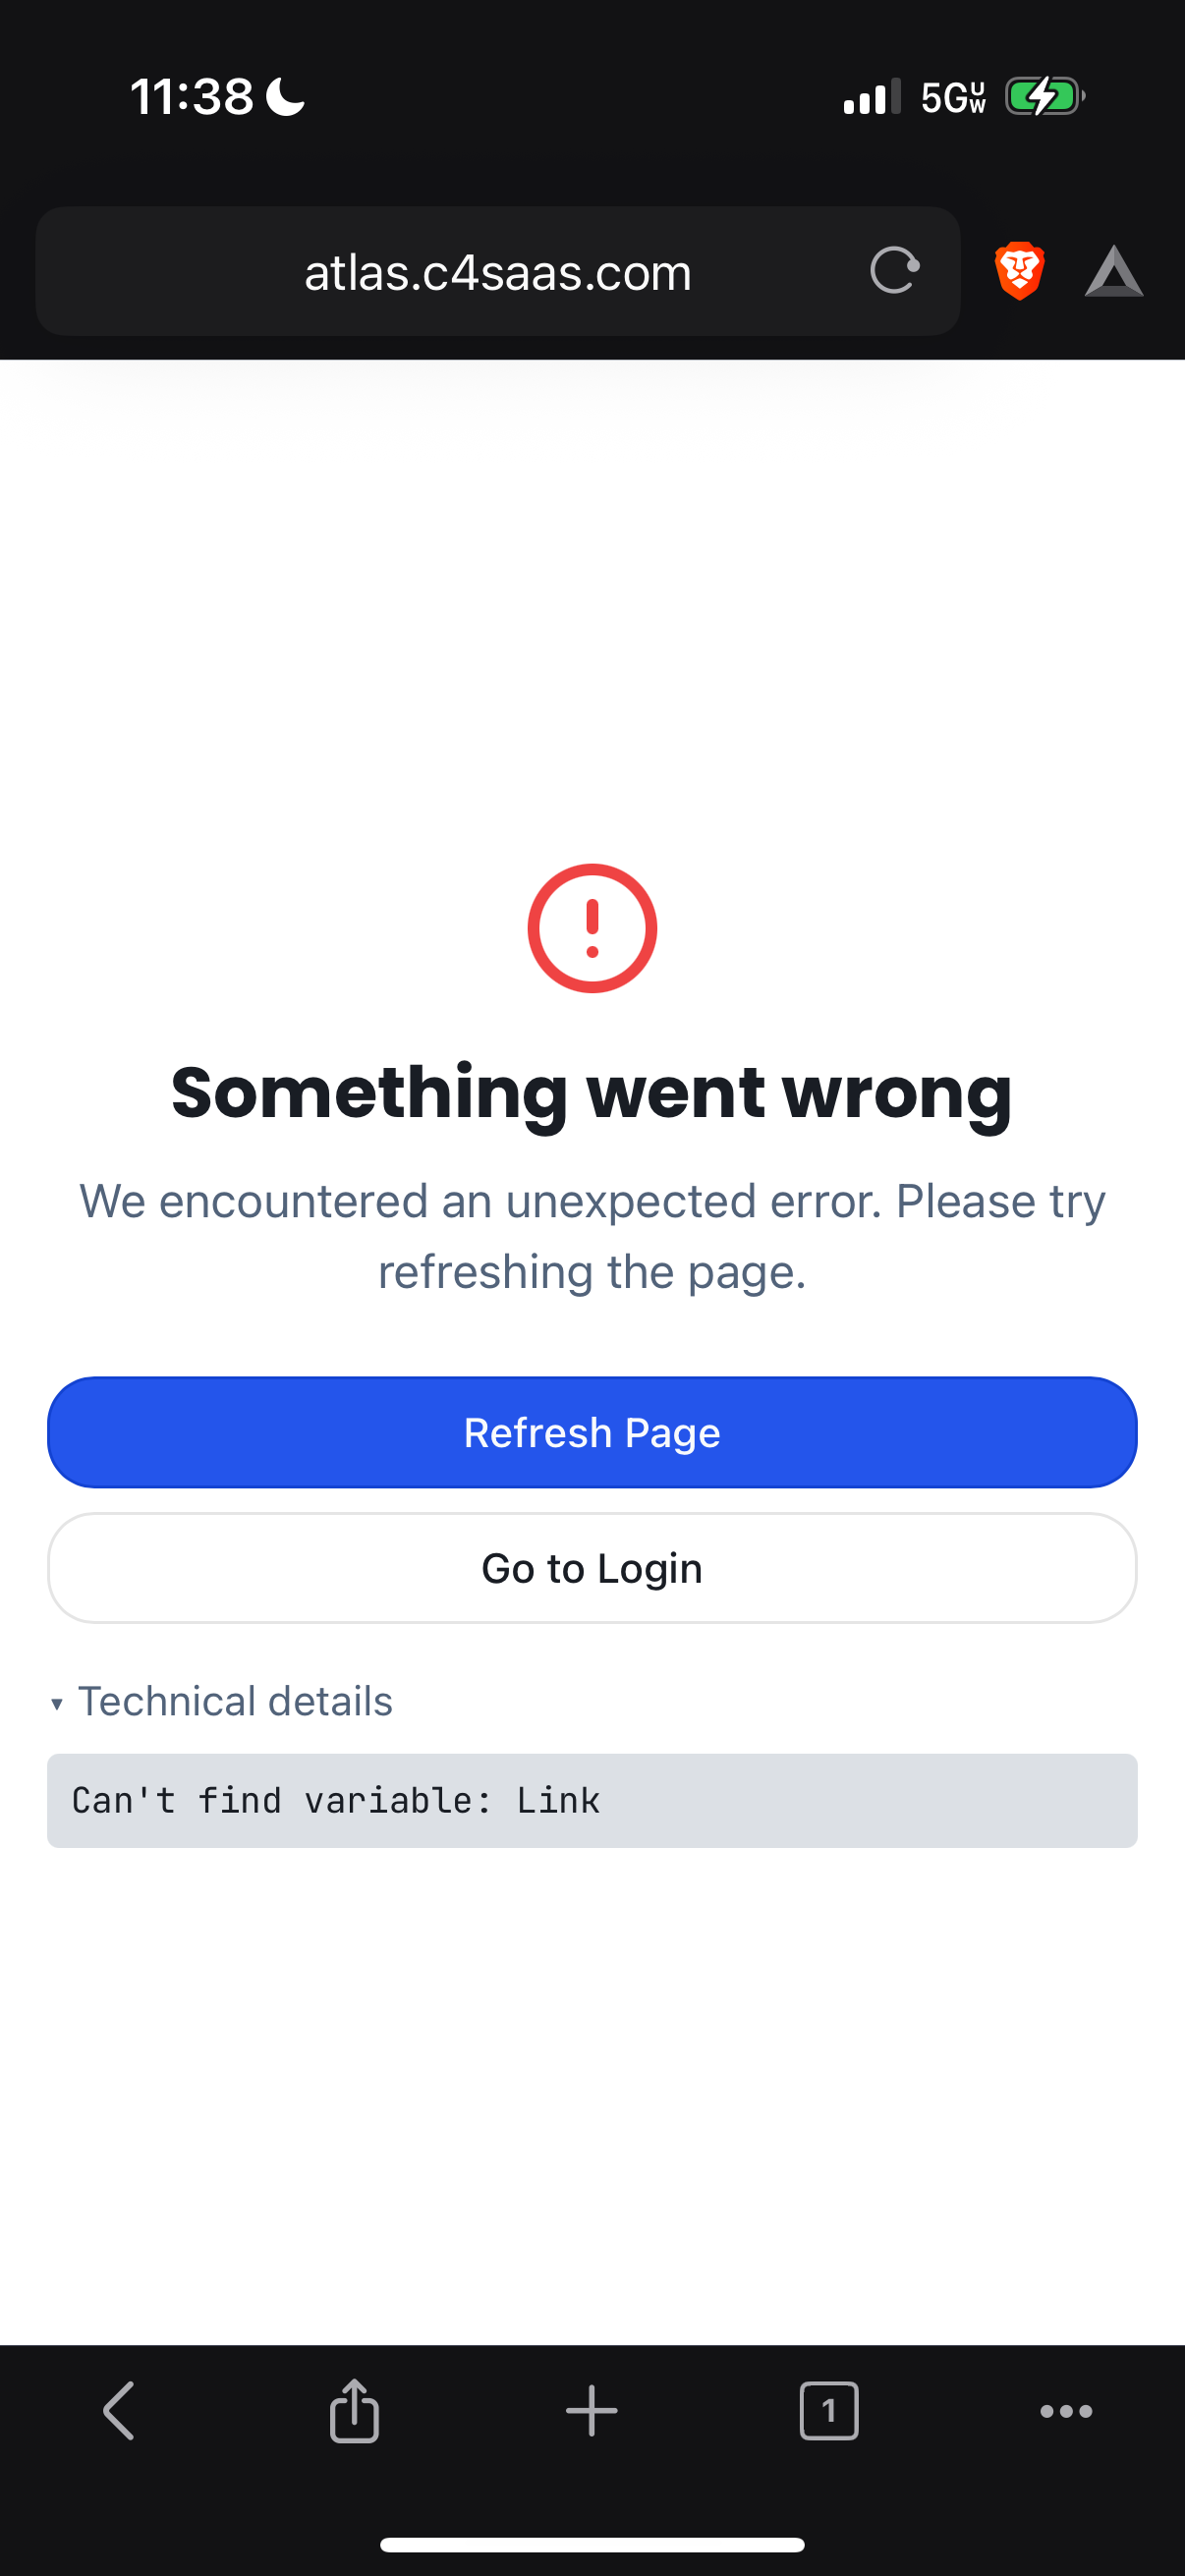 11:38
5G UW
atlas.c4saas.com
Something went wrong
We encountered an unexpected error. Please try
refreshing the page.
Refresh Page
Go to Login
▾ Technical details
Can't find variable: Link
1